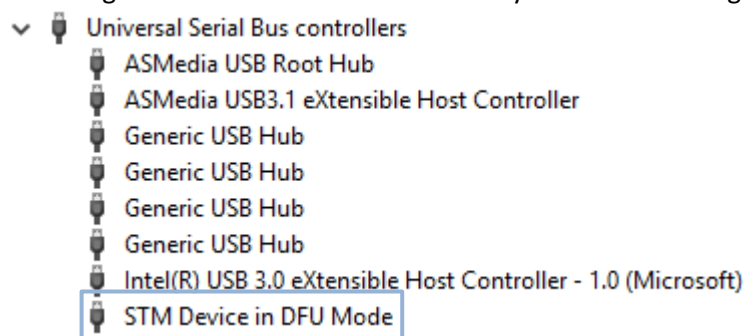 Universal Serial Bus controllers
ASMedia USB Root Hub
ASMedia USB3.1 eXtensible Host Controller
Generic USB Hub
Generic USB Hub
Generic USB Hub
Generic USB Hub
Intel(R) USB 3.0 eXtensible Host Controller - 1.0 (Microsoft)
STM Device in DFU Mode